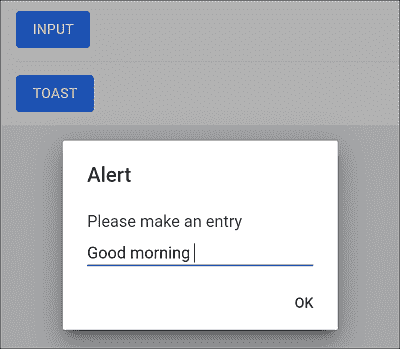 INPUT
TOAST
Alert
Please make an entry
Good morning
OK